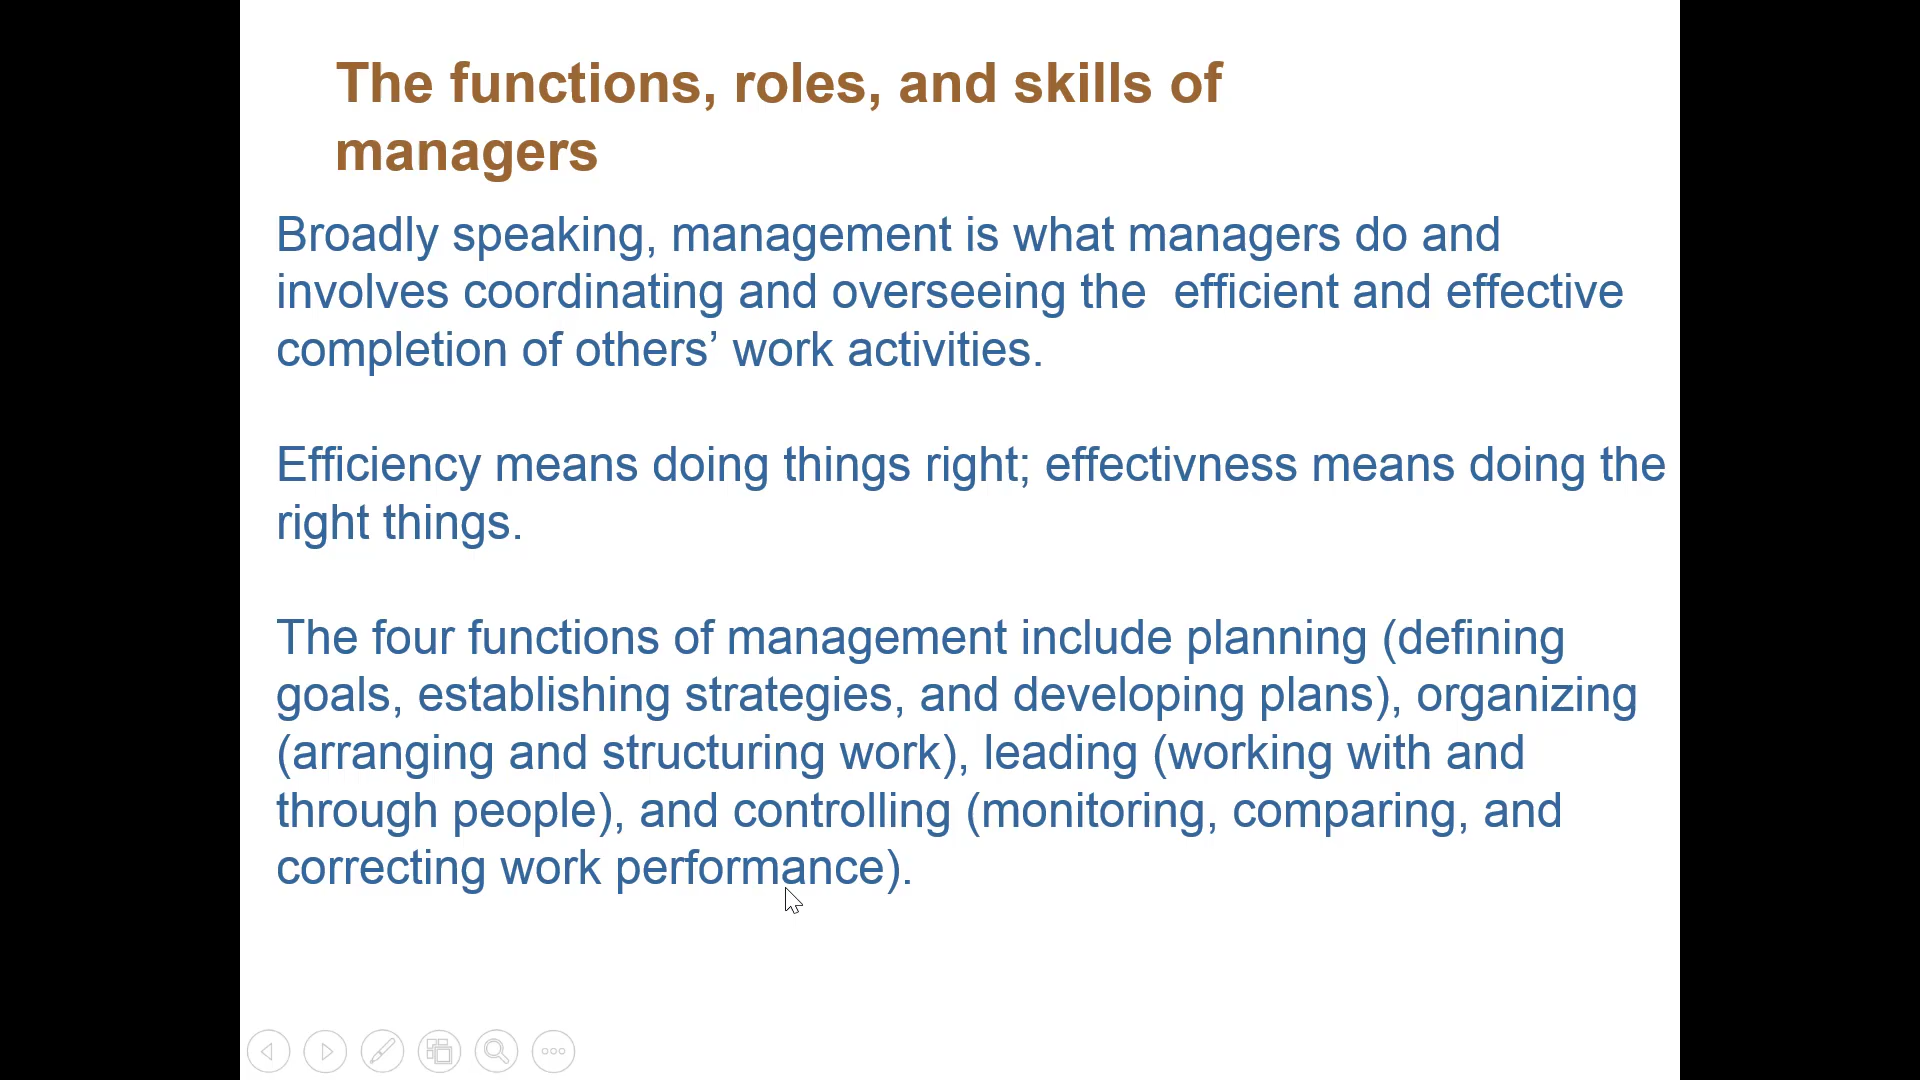 The functions, roles, and skills of
managers
Broadly speaking, management is what managers do and
involves coordinating and overseeing the  efficient and effective
completion of others’ work activities.
Efficiency means doing things right; effectivness means doing the
right things.
The four functions of management include planning (defining
goals, establishing strategies, and developing plans), organizing
(arranging and structuring work), leading (working with and
through people), and controlling (monitoring, comparing, and
correcting work performance).